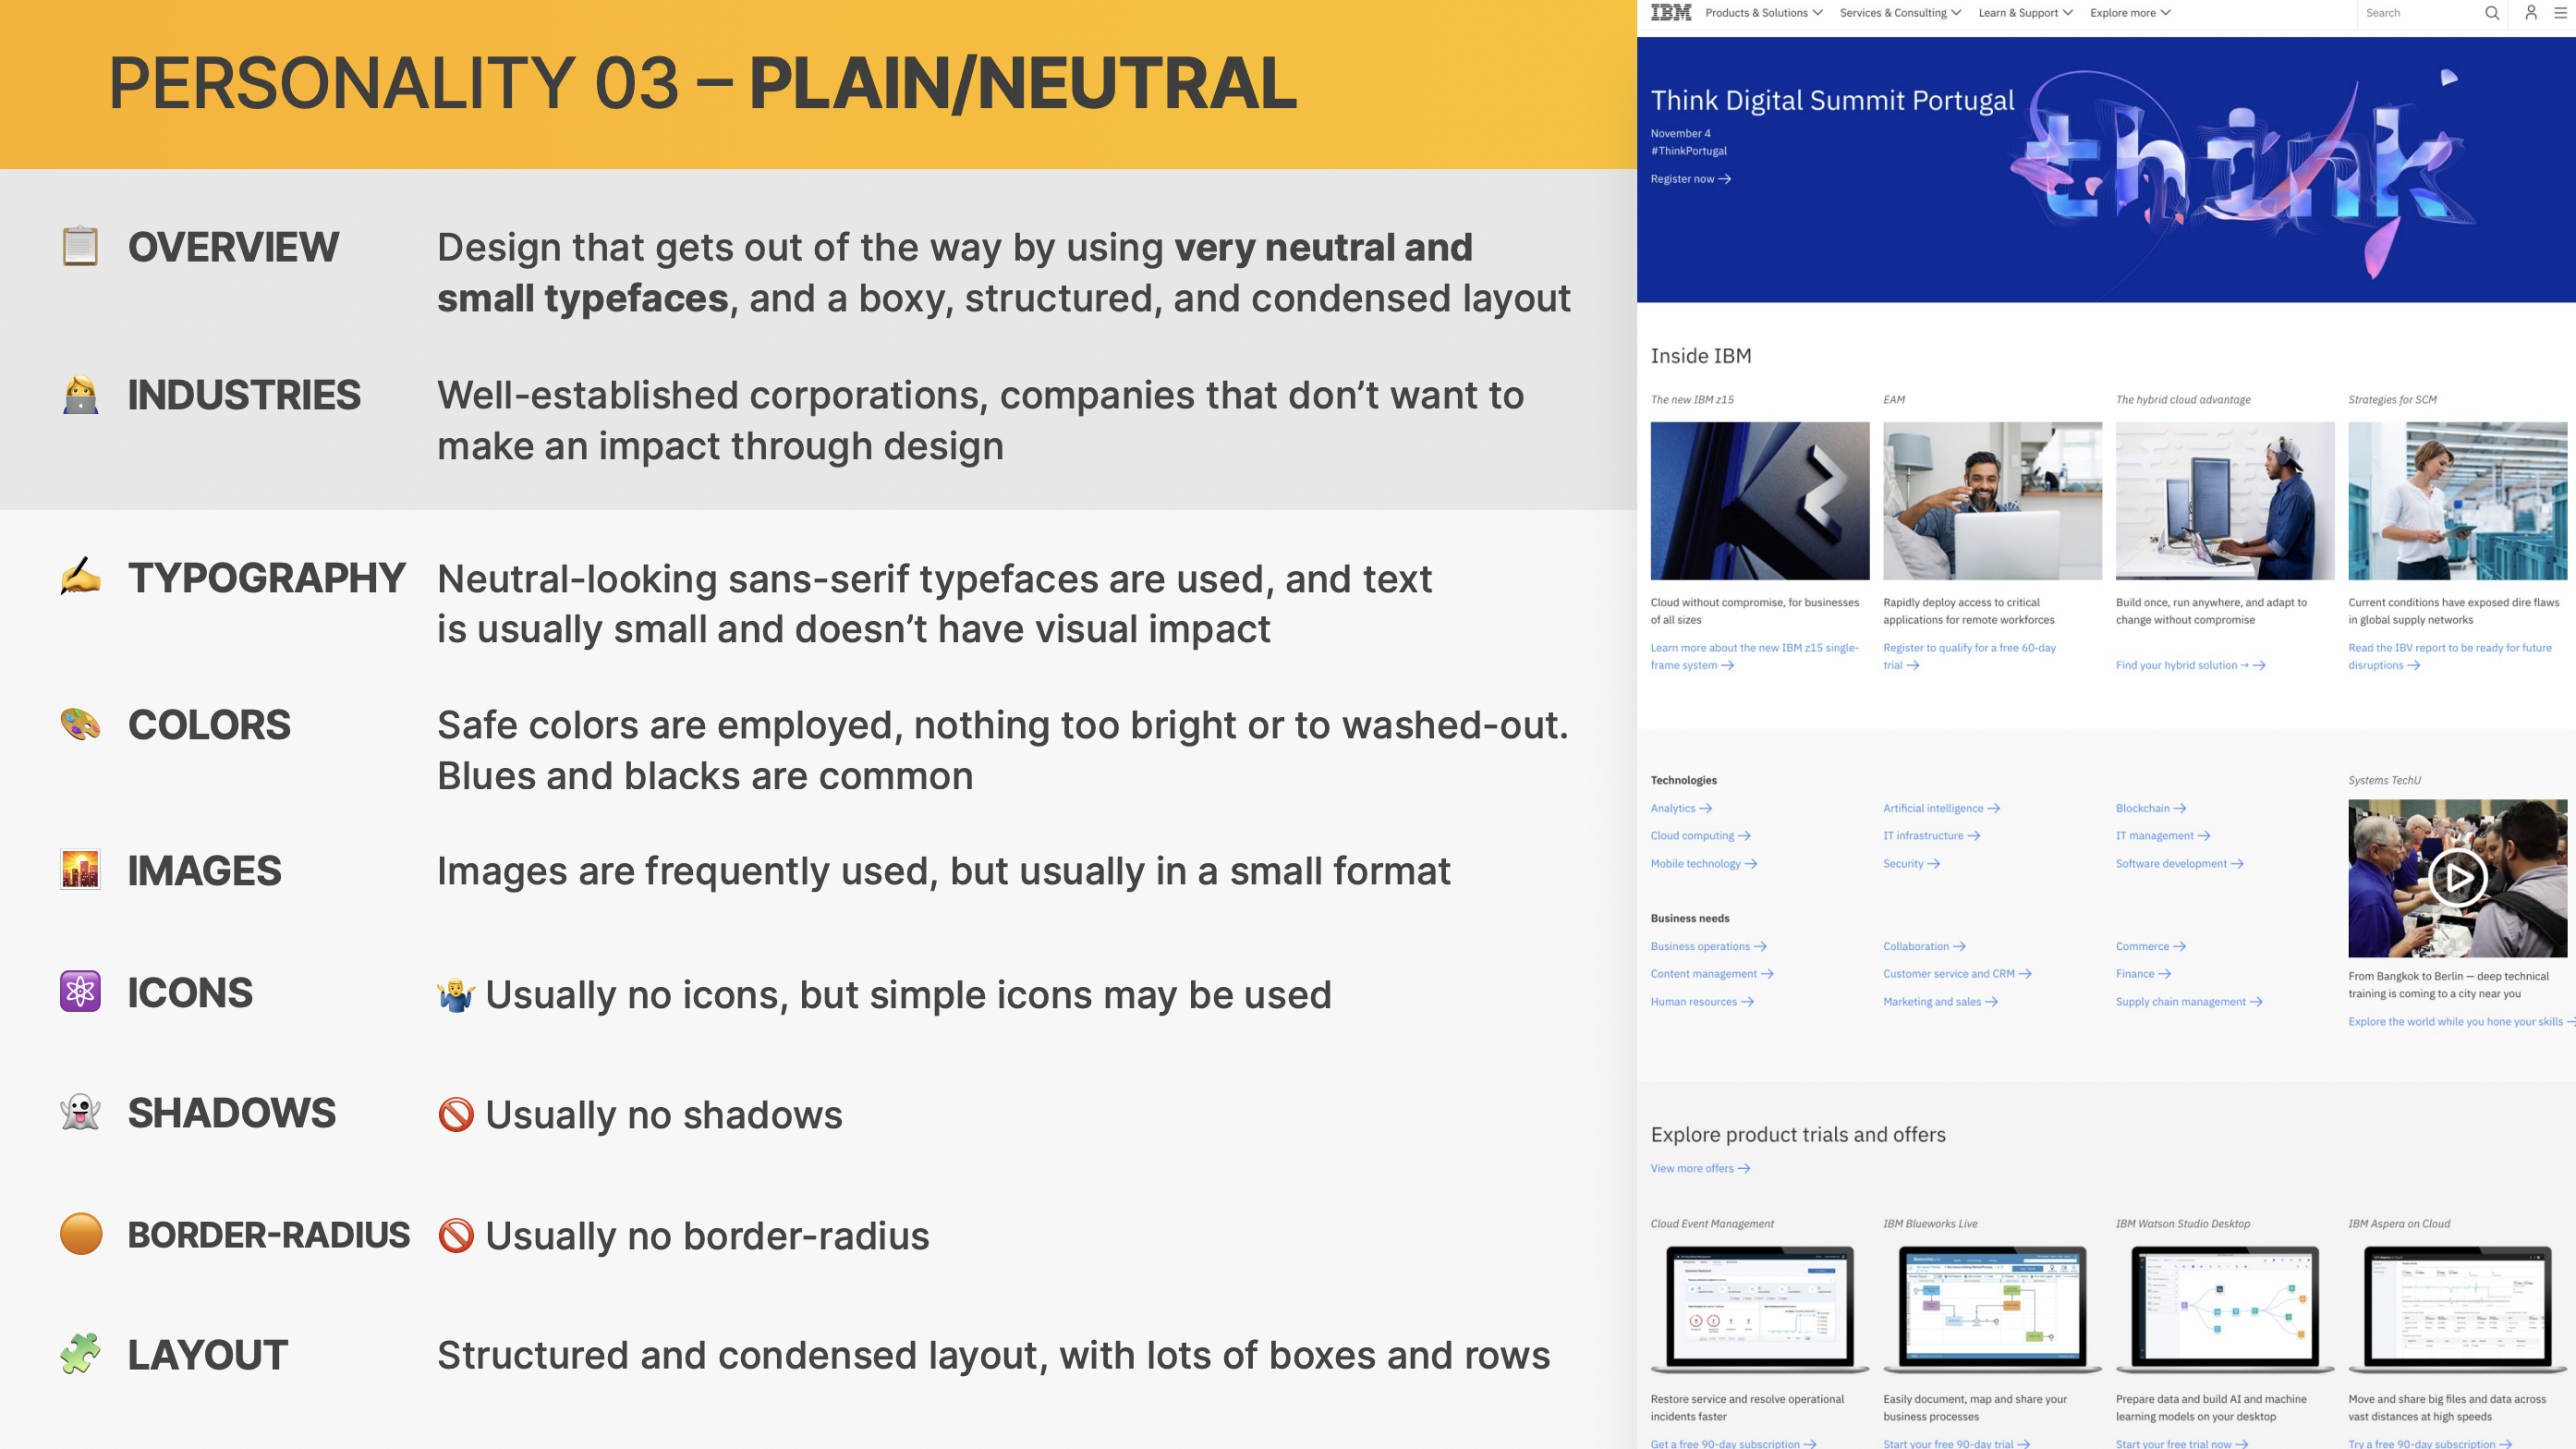 PERSONALITY 03 – PLAIN/NEUTRAL
OVERVIEW
Design that gets out of the way by using very neutral and
small typefaces, and a boxy, structured, and condensed layout
INDUSTRIES
Well-established corporations, companies that don’t want to
make an impact through design
TYPOGRAPHY
Neutral-looking sans-serif typefaces are used, and text
is usually small and doesn’t have visual impact
COLORS
Safe colors are employed, nothing too bright or to washed-out.
Blues and blacks are common
IMAGES
Images are frequently used, but usually in a small format
ICONS
Usually no icons, but simple icons may be used
SHADOWS
Usually no shadows
BORDER-RADIUS
Usually no border-radius
LAYOUT
Structured and condensed layout, with lots of boxes and rows
IBM Products & Solutions Services & Consulting Learn & Support Explore more Search
Think Digital Summit Portugal
November 4
#ThinkPortugal
Register now →
think
Inside IBM
The new IBM z15
Cloud without compromise, for businesses
of all sizes
Learn more about the new IBM z15 single-
frame system →
EAM
Rapidly deploy access to critical
applications for remote workforces
Register to qualify for a free 60-day
trial →
The hybrid cloud advantage
Build once, run anywhere, and adapt to
change without compromise
Find your hybrid solution → →
Strategies for SCM
Current conditions have exposed dire flaws
in global supply networks
Read the IBV report to be ready for future
disruptions →
Technologies
Analytics → Artificial intelligence → Blockchain →
Cloud computing → IT infrastructure → IT management →
Mobile technology → Security → Software development →
Business needs
Business operations → Collaboration → Commerce →
Content management → Customer service and CRM → Finance →
Human resources → Marketing and sales → Supply chain management →
Systems TechU
From Bangkok to Berlin — deep technical
training is coming to a city near you
Explore the world while you hone your skills →
Explore product trials and offers
View more offers →
Cloud Event Management
Restore service and resolve operational
incidents faster
Get a free 90-day subscription →
IBM Blueworks Live
Easily document, map and share your
business processes
Start your free 90-day trial →
IBM Watson Studio Desktop
Prepare data and build AI and machine
learning models on your desktop
Start your free trial now →
IBM Aspera on Cloud
Move and share big files and data across
vast distances at high speeds
Try a free 90-day subscription →